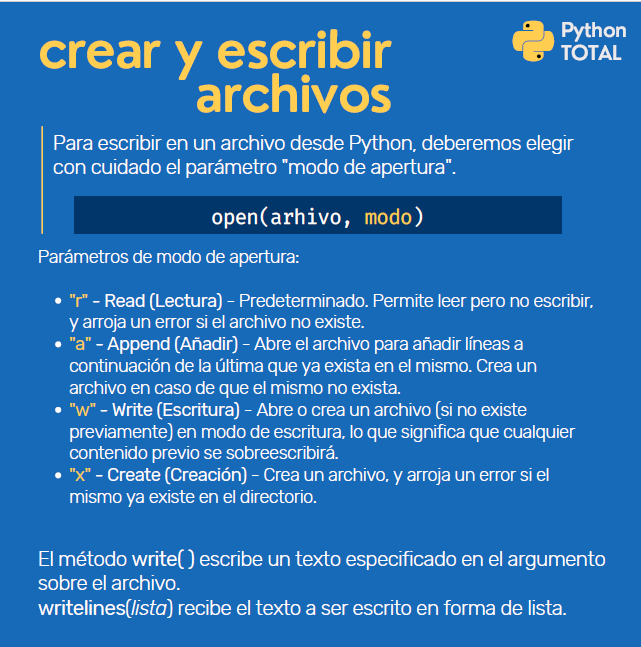 crear y escribir
archivos
Python
TOTAL
Para escribir en un archivo desde Python, deberemos elegir
con cuidado el parámetro "modo de apertura".
open(arhivo, modo)
Parámetros de modo de apertura:
• "r" - Read (Lectura) - Predeterminado. Permite leer pero no escribir,
y arroja un error si el archivo no existe.
• "a" - Append (Añadir) - Abre el archivo para añadir líneas a
continuación de la última que ya exista en el mismo. Crea un
archivo en caso de que el mismo no exista.
• "w" - Write (Escritura) - Abre o crea un archivo (si no existe
previamente) en modo de escritura, lo que significa que cualquier
contenido previo se sobreescribirá.
• "x" - Create (Creación) - Crea un archivo, y arroja un error si el
mismo ya existe en el directorio.
El método write( ) escribe un texto especificado en el argumento
sobre el archivo.
writelines(lista) recibe el texto a ser escrito en forma de lista.